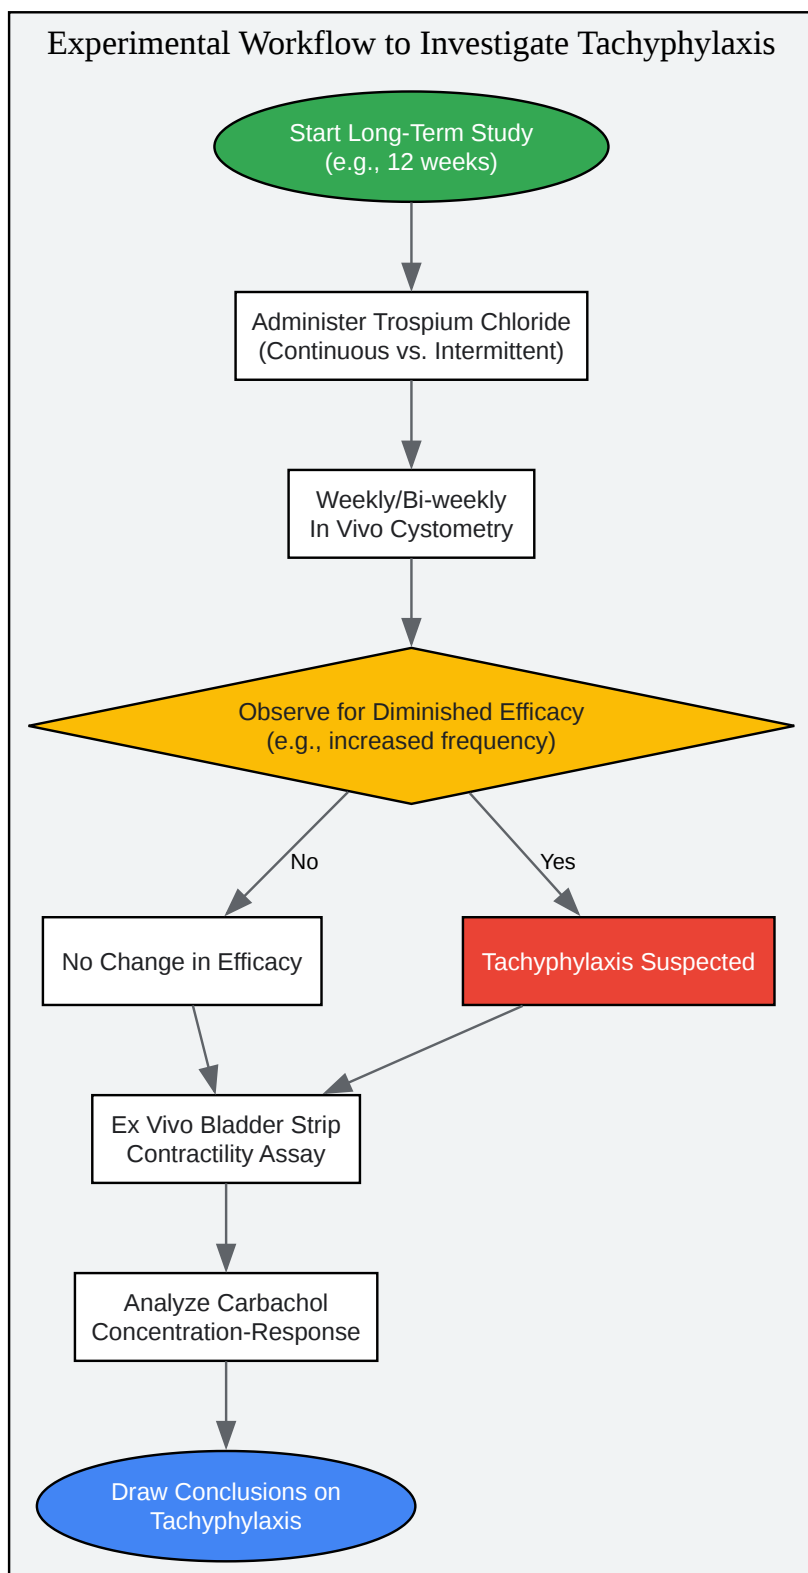 Experimental Workflow to Investigate Tachyphylaxis
Start Long-Term Study
(e.g., 12 weeks)
Administer Trospium Chloride
(Continuous vs. Intermittent)
Weekly/Bi-weekly
In Vivo Cystometry
Observe for Diminished Efficacy
(e.g., increased frequency)
No
Yes
No Change in Efficacy
Tachyphylaxis Suspected
Ex Vivo Bladder Strip
Contractility Assay
Analyze Carbachol
Concentration-Response
Draw Conclusions on
Tachyphylaxis